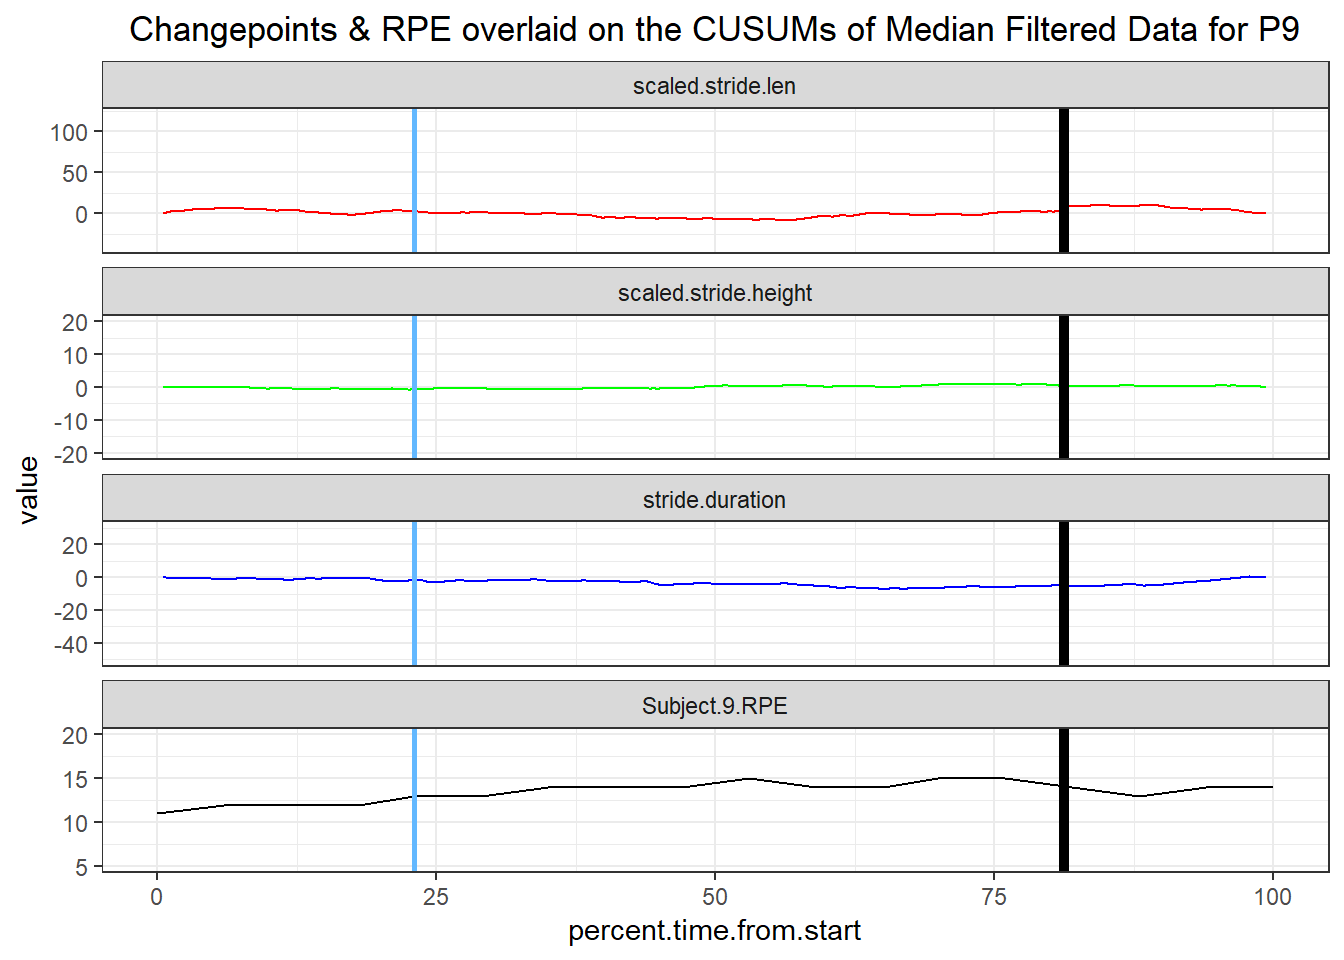 Changepoints & RPE overlaid on the CUSUMs of Median Filtered Data for P9
scaled.stride.len
100
50
0
scaled.stride.height
20
10
0
-10
-20
value
stride.duration
20
0
-20
-40
Subject.9.RPE
20
15
10
5
0 25 50 75 100
percent.time.from.start